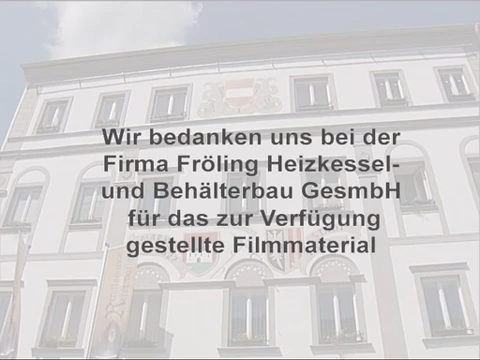 Wir bedanken uns bei der
Firma Fröling Heizkessel-
und Behälterbau GesmbH
für das zur Verfügung
gestellte Filmmaterial